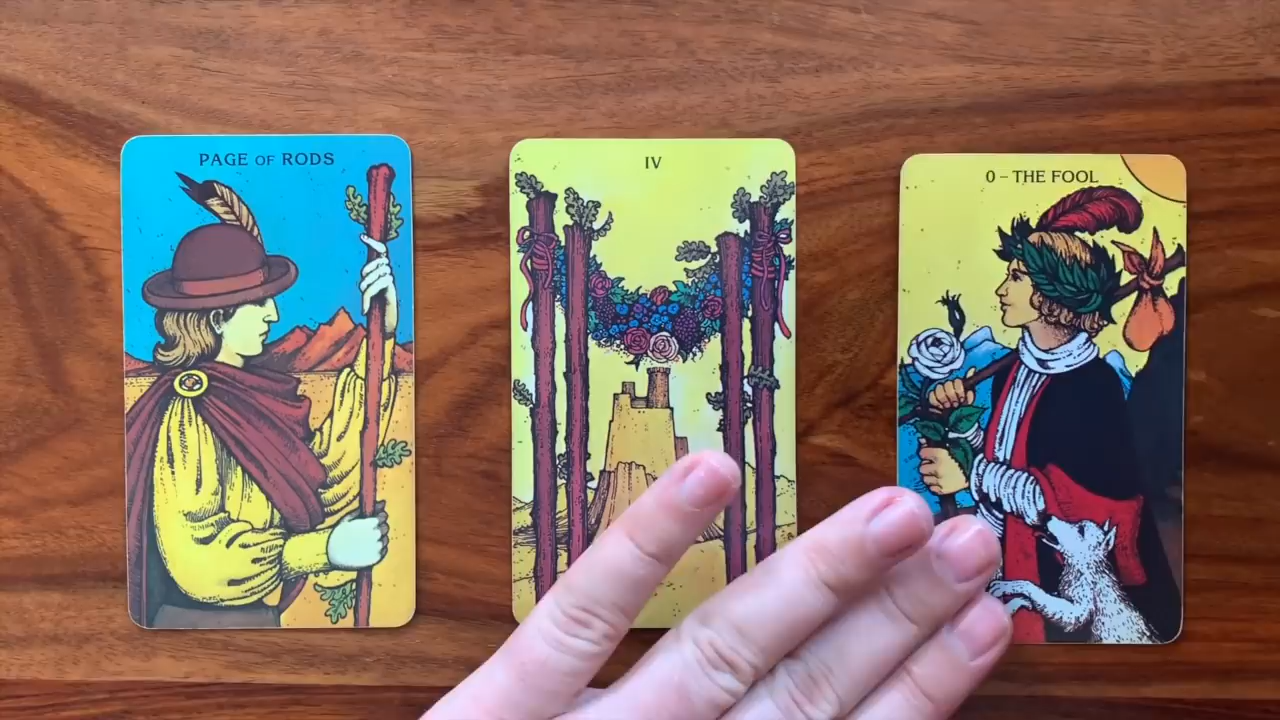 PAGE OF RODS
IV
0 – THE FOOL